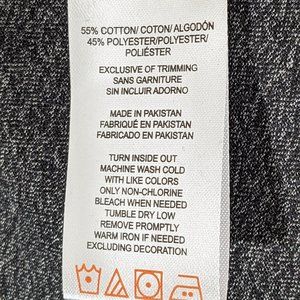 55% COTTON/ COTON/ ALGODÓN
45% POLYESTER/POLYESTER/
POLIÉSTER
EXCLUSIVE OF TRIMMING
SANS GARNITURE
SIN INCLUIR ADORNO
MADE IN PAKISTAN
FABRIQUÉ EN PAKISTAN
FABRICADO EN PAKISTAN
TURN INSIDE OUT
MACHINE WASH COLD
WITH LIKE COLORS
ONLY NON-CHLORINE
BLEACH WHEN NEEDED
TUMBLE DRY LOW
REMOVE PROMPTLY
WARM IRON IF NEEDED
EXCLUDING DECORATION